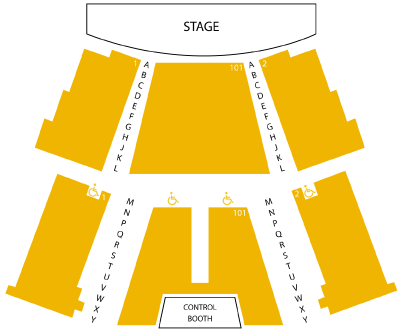 STAGE
1 A 101 A 2
B B
C C
D D
E E
F F
G G
H H
J J
K K
L L
1 M 101 M 2
N N
P P
Q Q
R R
S S
T T
U U
V V
W W
X X
Y Y
CONTROL
BOOTH